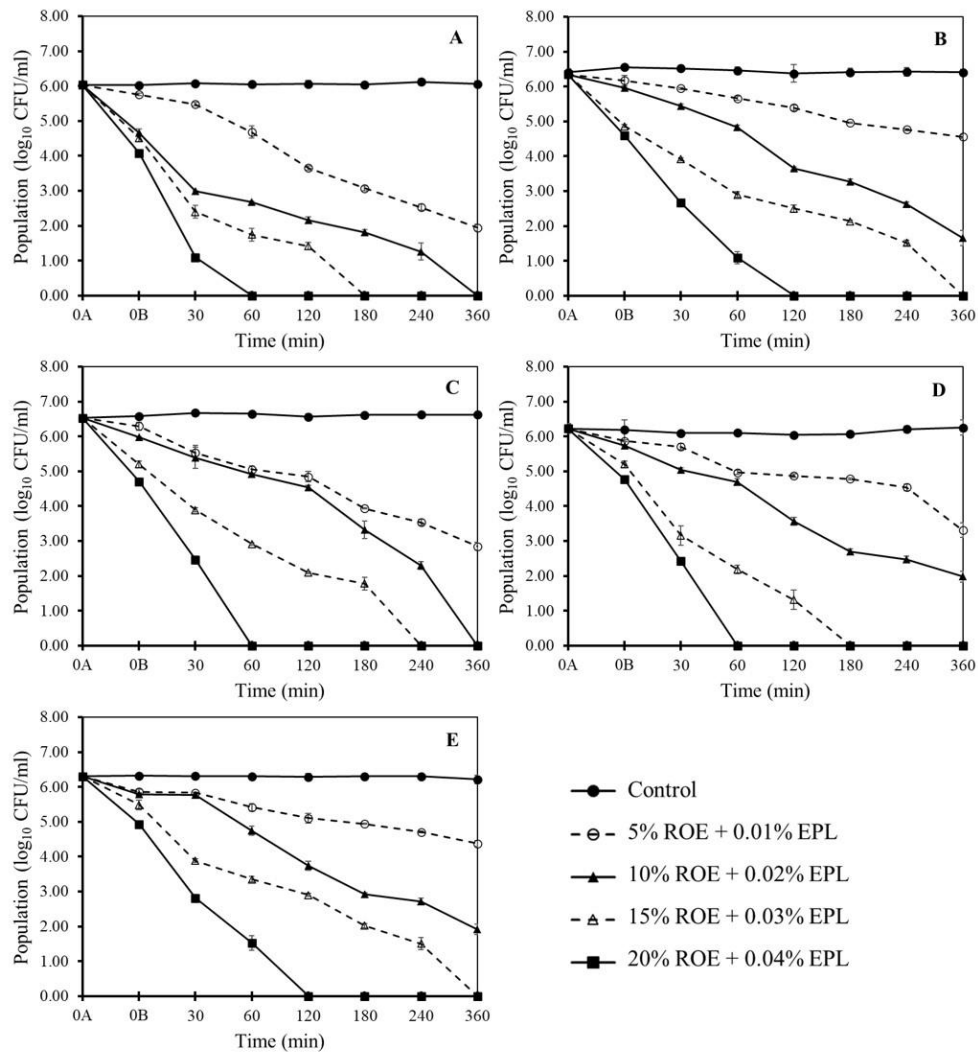 A
Population (log10 CFU/ml)
8.00
7.00
6.00
5.00
4.00
3.00
2.00
1.00
0.00
0A 0B 30 60 120 180 240 360
Time (min)
B
Population (log10 CFU/ml)
8.00
7.00
6.00
5.00
4.00
3.00
2.00
1.00
0.00
0A 0B 30 60 120 180 240 360
Time (min)
C
Population (log10 CFU/ml)
8.00
7.00
6.00
5.00
4.00
3.00
2.00
1.00
0.00
0A 0B 30 60 120 180 240 360
Time (min)
D
Population (log10 CFU/ml)
8.00
7.00
6.00
5.00
4.00
3.00
2.00
1.00
0.00
0A 0B 30 60 120 180 240 360
Time (min)
E
Population (log10 CFU/ml)
8.00
7.00
6.00
5.00
4.00
3.00
2.00
1.00
0.00
0A 0B 30 60 120 180 240 360
Time (min)
Control
5% ROE + 0.01% EPL
10% ROE + 0.02% EPL
15% ROE + 0.03% EPL
20% ROE + 0.04% EPL